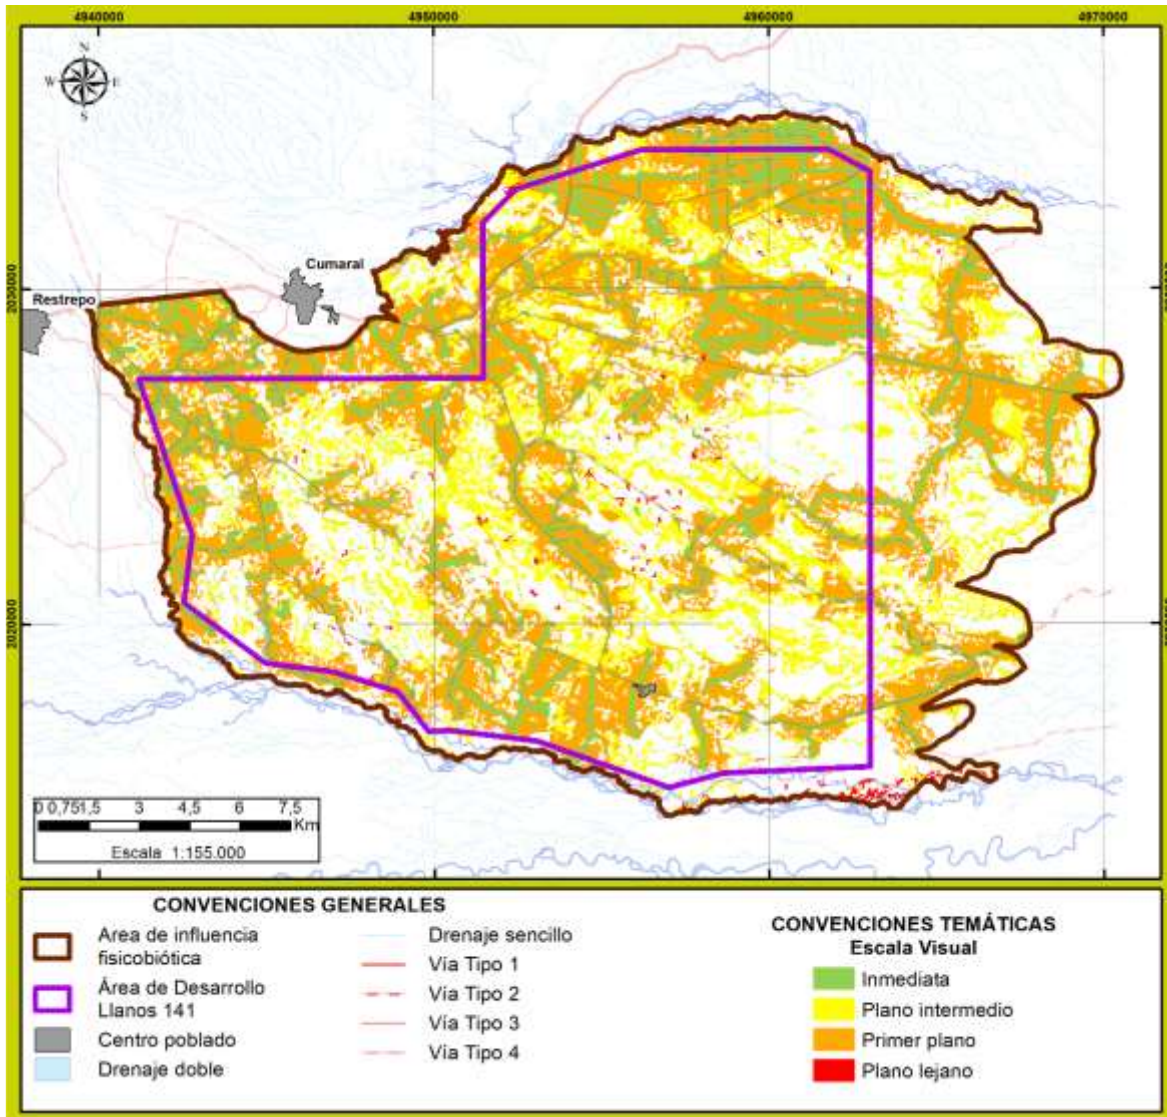 4940000 4950000 4960000 4970000
N
W E
S
Cumaral
2030000
Restrepo
2020000
0 0,75 1,5 3 4,5 6 7,5
Km
Escala 1:155.000
CONVENCIONES GENERALES
Area de influencia
fisicobiótica
Área de Desarrollo
Llanos 141
Centro poblado
Drenaje doble
Drenaje sencillo
Vía Tipo 1
Vía Tipo 2
Vía Tipo 3
Vía Tipo 4
CONVENCIONES TEMÁTICAS
Escala Visual
Inmediata
Plano intermedio
Primer plano
Plano lejano